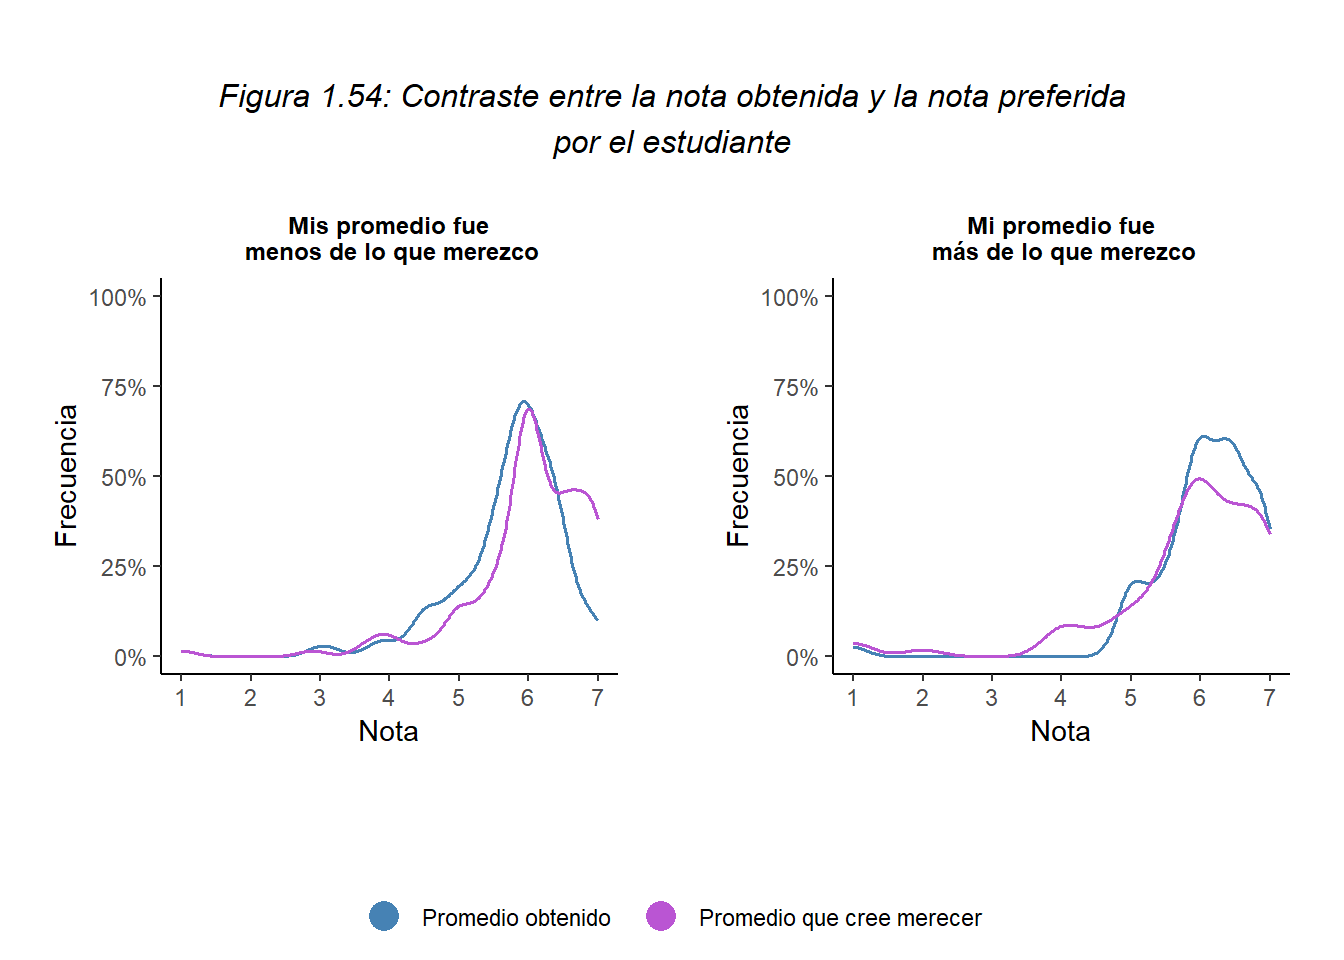 Figura 1.54: Contraste entre la nota obtenida y la nota preferida
por el estudiante
Mis promedio fue
menos de lo que merezco
100%
75%
50%
25%
0%
Frecuencia
1 2 3 4 5 6 7
Nota
Mi promedio fue
más de lo que merezco
100%
75%
50%
25%
0%
Frecuencia
1 2 3 4 5 6 7
Nota
Promedio obtenido Promedio que cree merecer